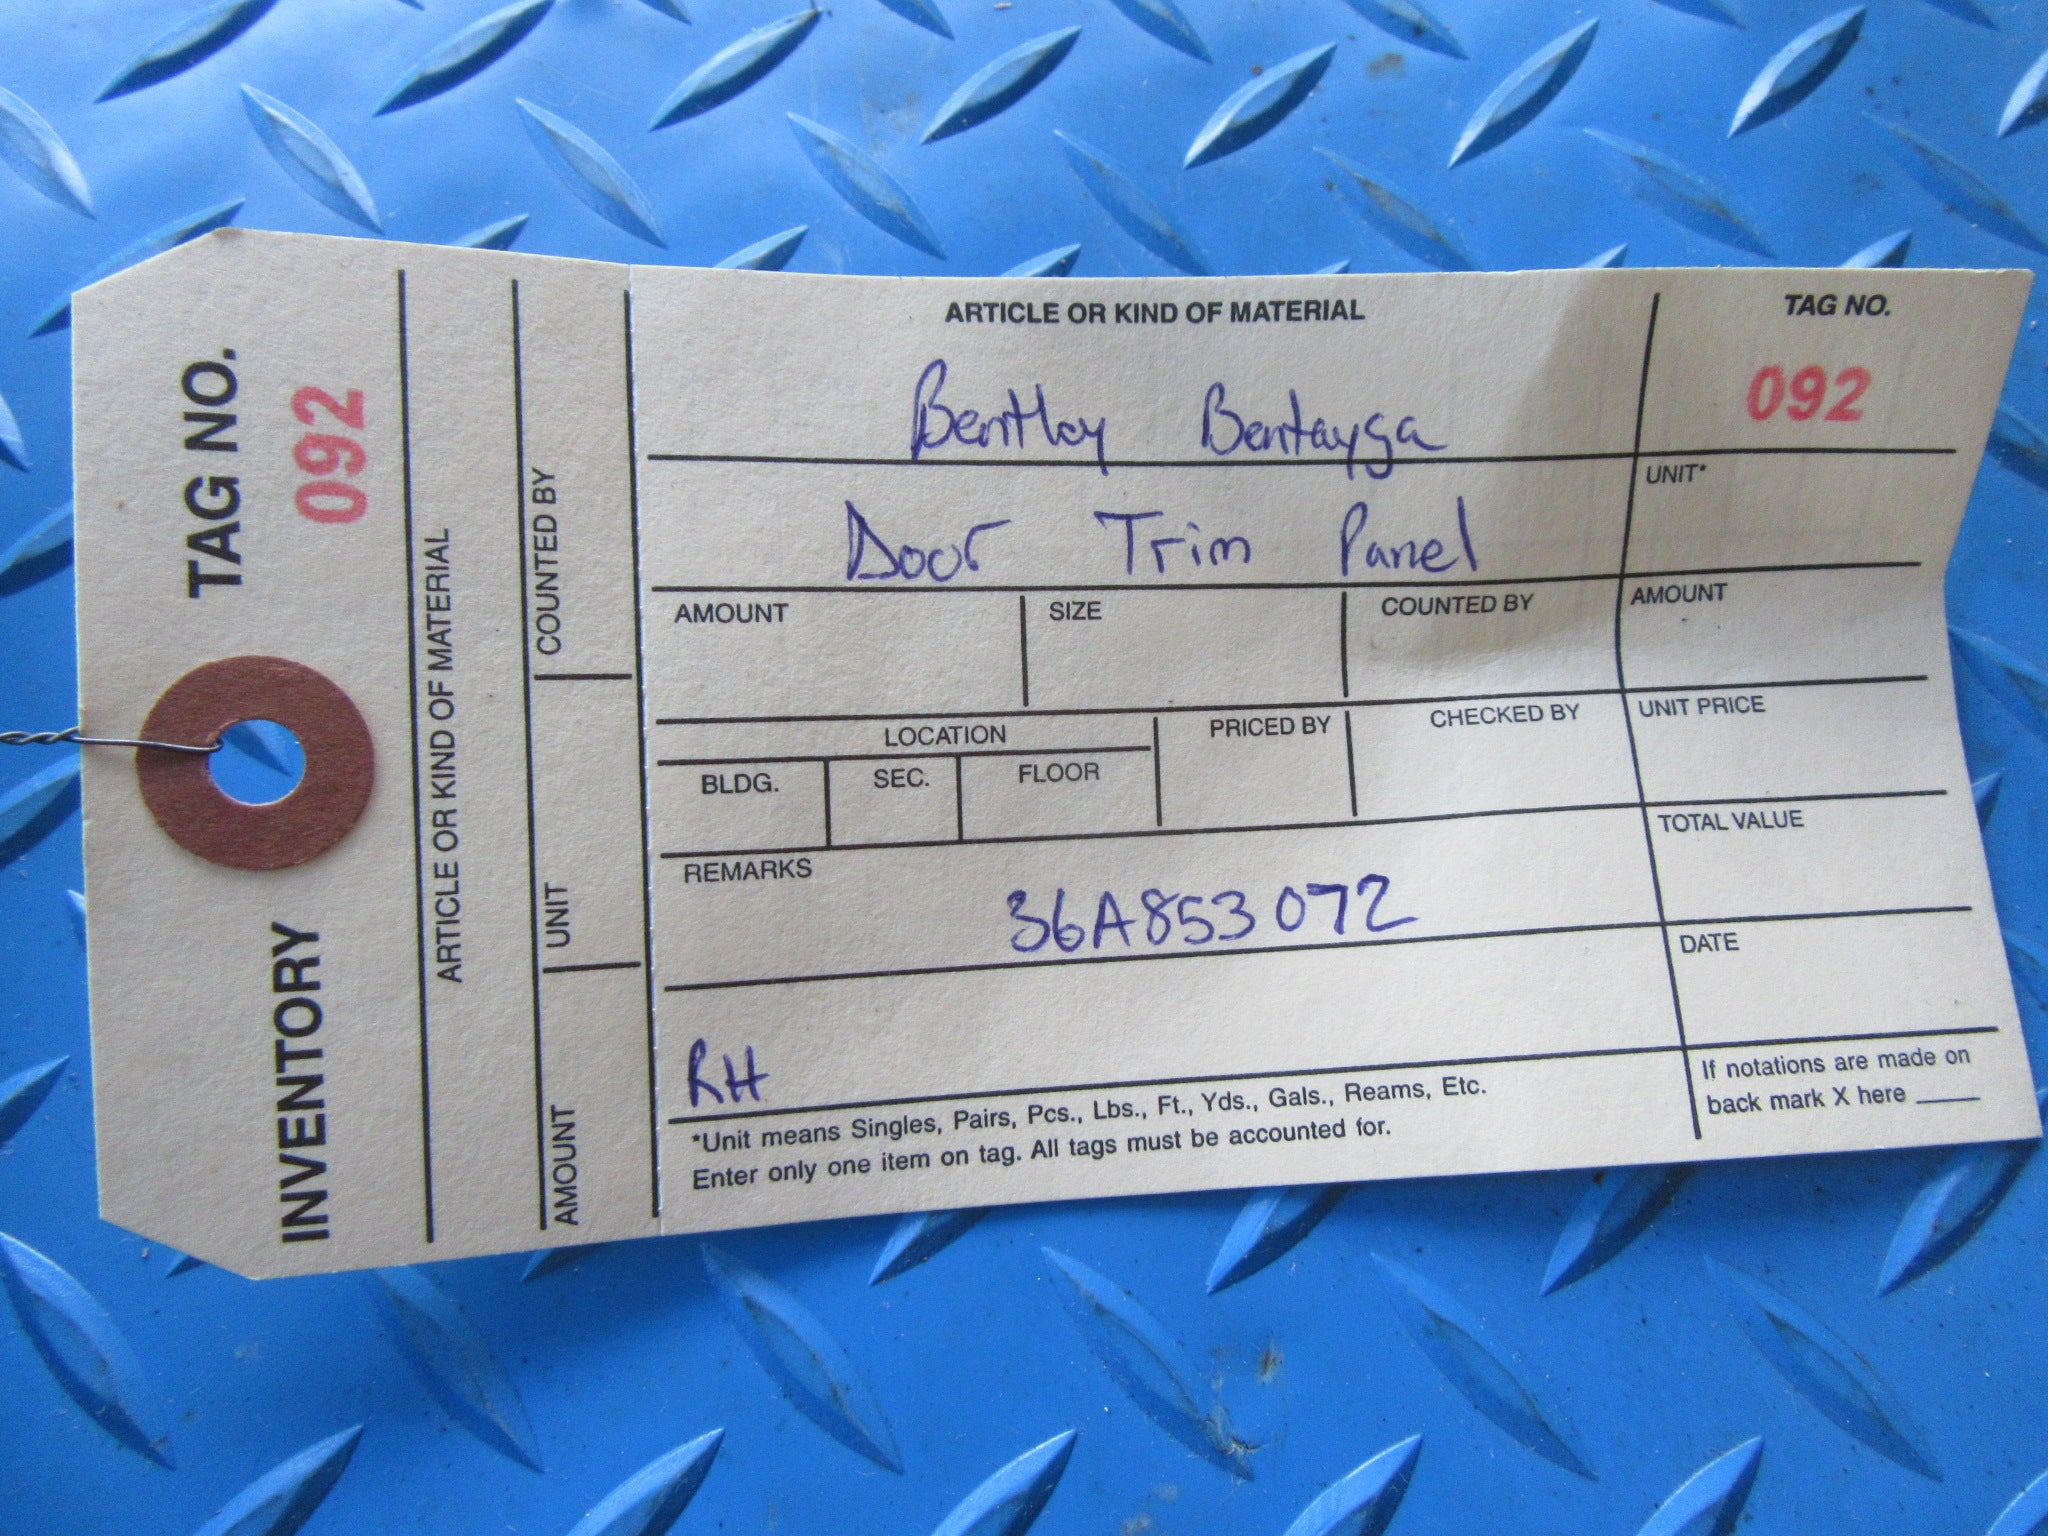 INVENTORY TAG NO.
092
ARTICLE OR KIND OF MATERIAL
AMOUNT UNIT COUNTED BY
ARTICLE OR KIND OF MATERIAL
TAG NO.
Bentley Bentayga
092
Door Trim Panel
UNIT*
AMOUNT SIZE COUNTED BY
AMOUNT
LOCATION PRICED BY CHECKED BY
UNIT PRICE
BLDG. SEC. FLOOR
TOTAL VALUE
REMARKS
36A853072
DATE
RH
*Unit means Singles, Pairs, Pcs., Lbs., Ft., Yds., Gals., Reams, Etc.
Enter only one item on tag. All tags must be accounted for.
If notations are made on
back mark X here ____